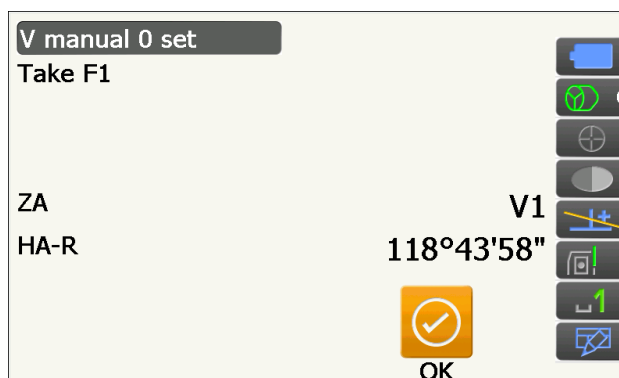 V manual 0 set
Take F1
ZA V1
HA-R 118°43'58"
1
OK